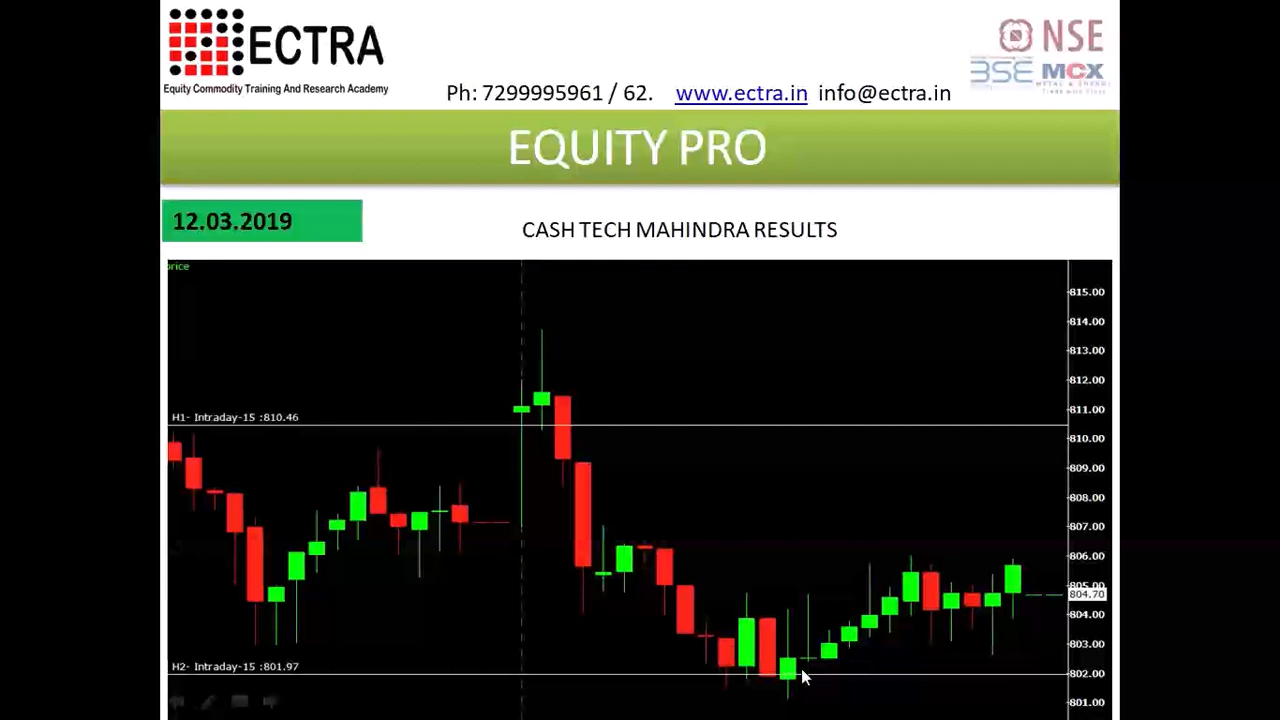 ECTRA
Equity Commodity Training And Research Academy
Ph: 7299995961 / 62. www.ectra.in info@ectra.in
NSE
BSE MCX
EQUITY PRO
12.03.2019
CASH TECH MAHINDRA RESULTS
price
815.00
814.00
813.00
812.00
811.00
H1- Intraday-15 :810.46
810.00
809.00
808.00
807.00
806.00
805.00
804.70
804.00
803.00
H2- Intraday-15 :801.97
802.00
801.00